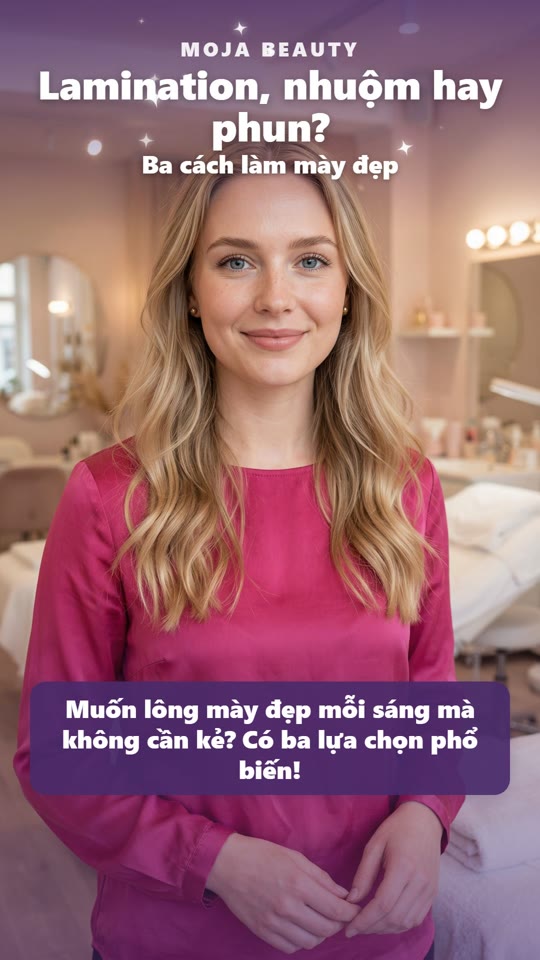 MOJA BEAUTY
Lamination, nhuộm hay
phun?
Ba cách làm mày đẹp
Muốn lông mày đẹp mỗi sáng mà
không cần kẻ? Có ba lựa chọn phổ
biến!